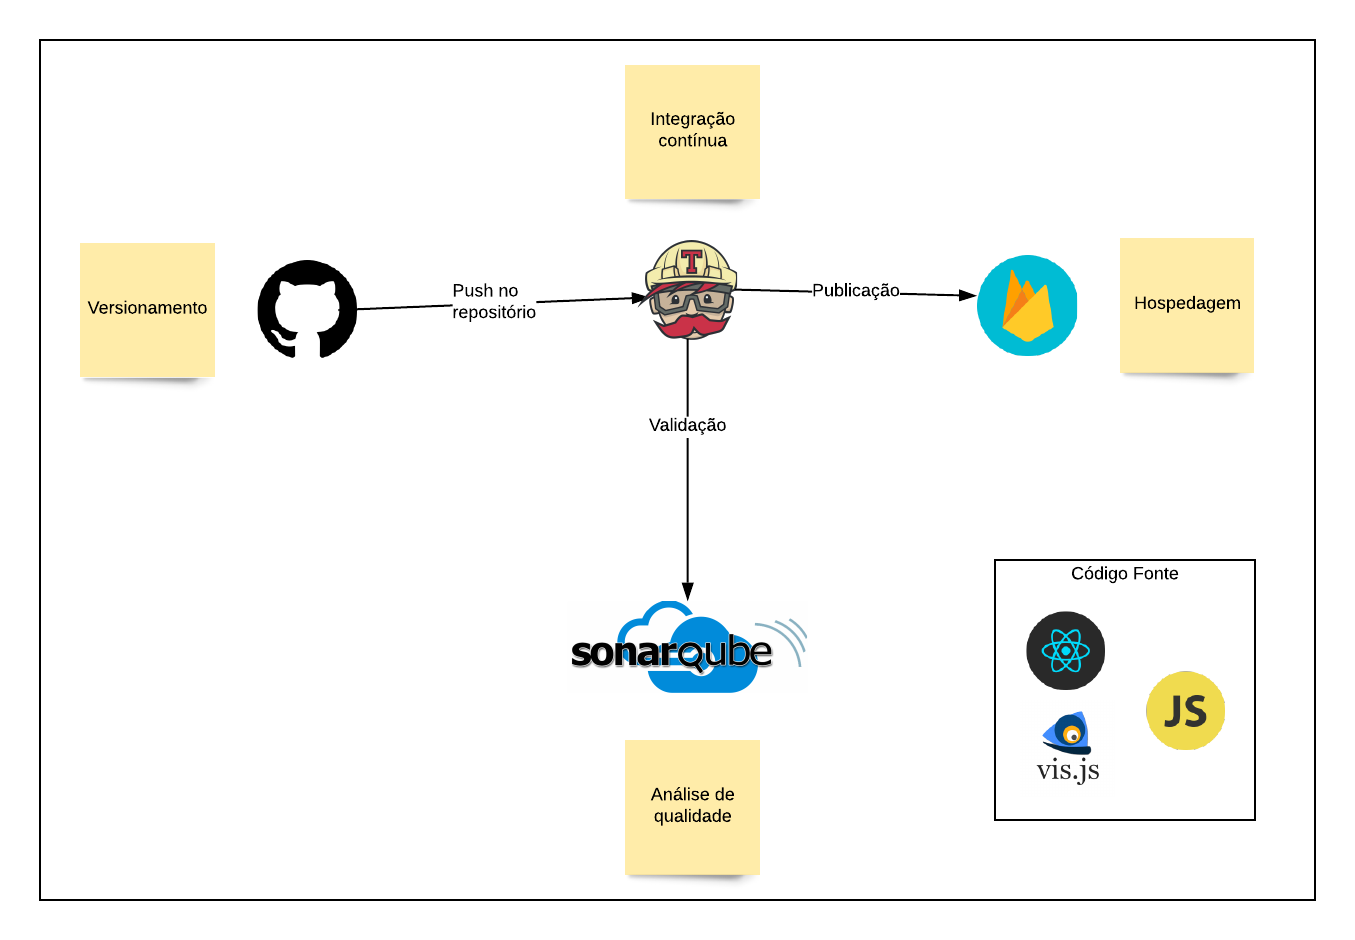 Integração
contínua
Versionamento
Push no
repositório
T
Publicação
Hospedagem
Validação
sonarqube
Código Fonte
JS
vis.js
Análise de
qualidade